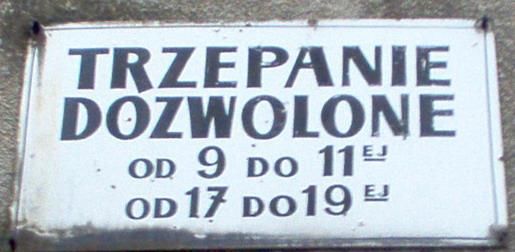 TRZEPANIE
DOZWOLONE
OD 9 DO 11EJ
OD 17 DO 19EJ